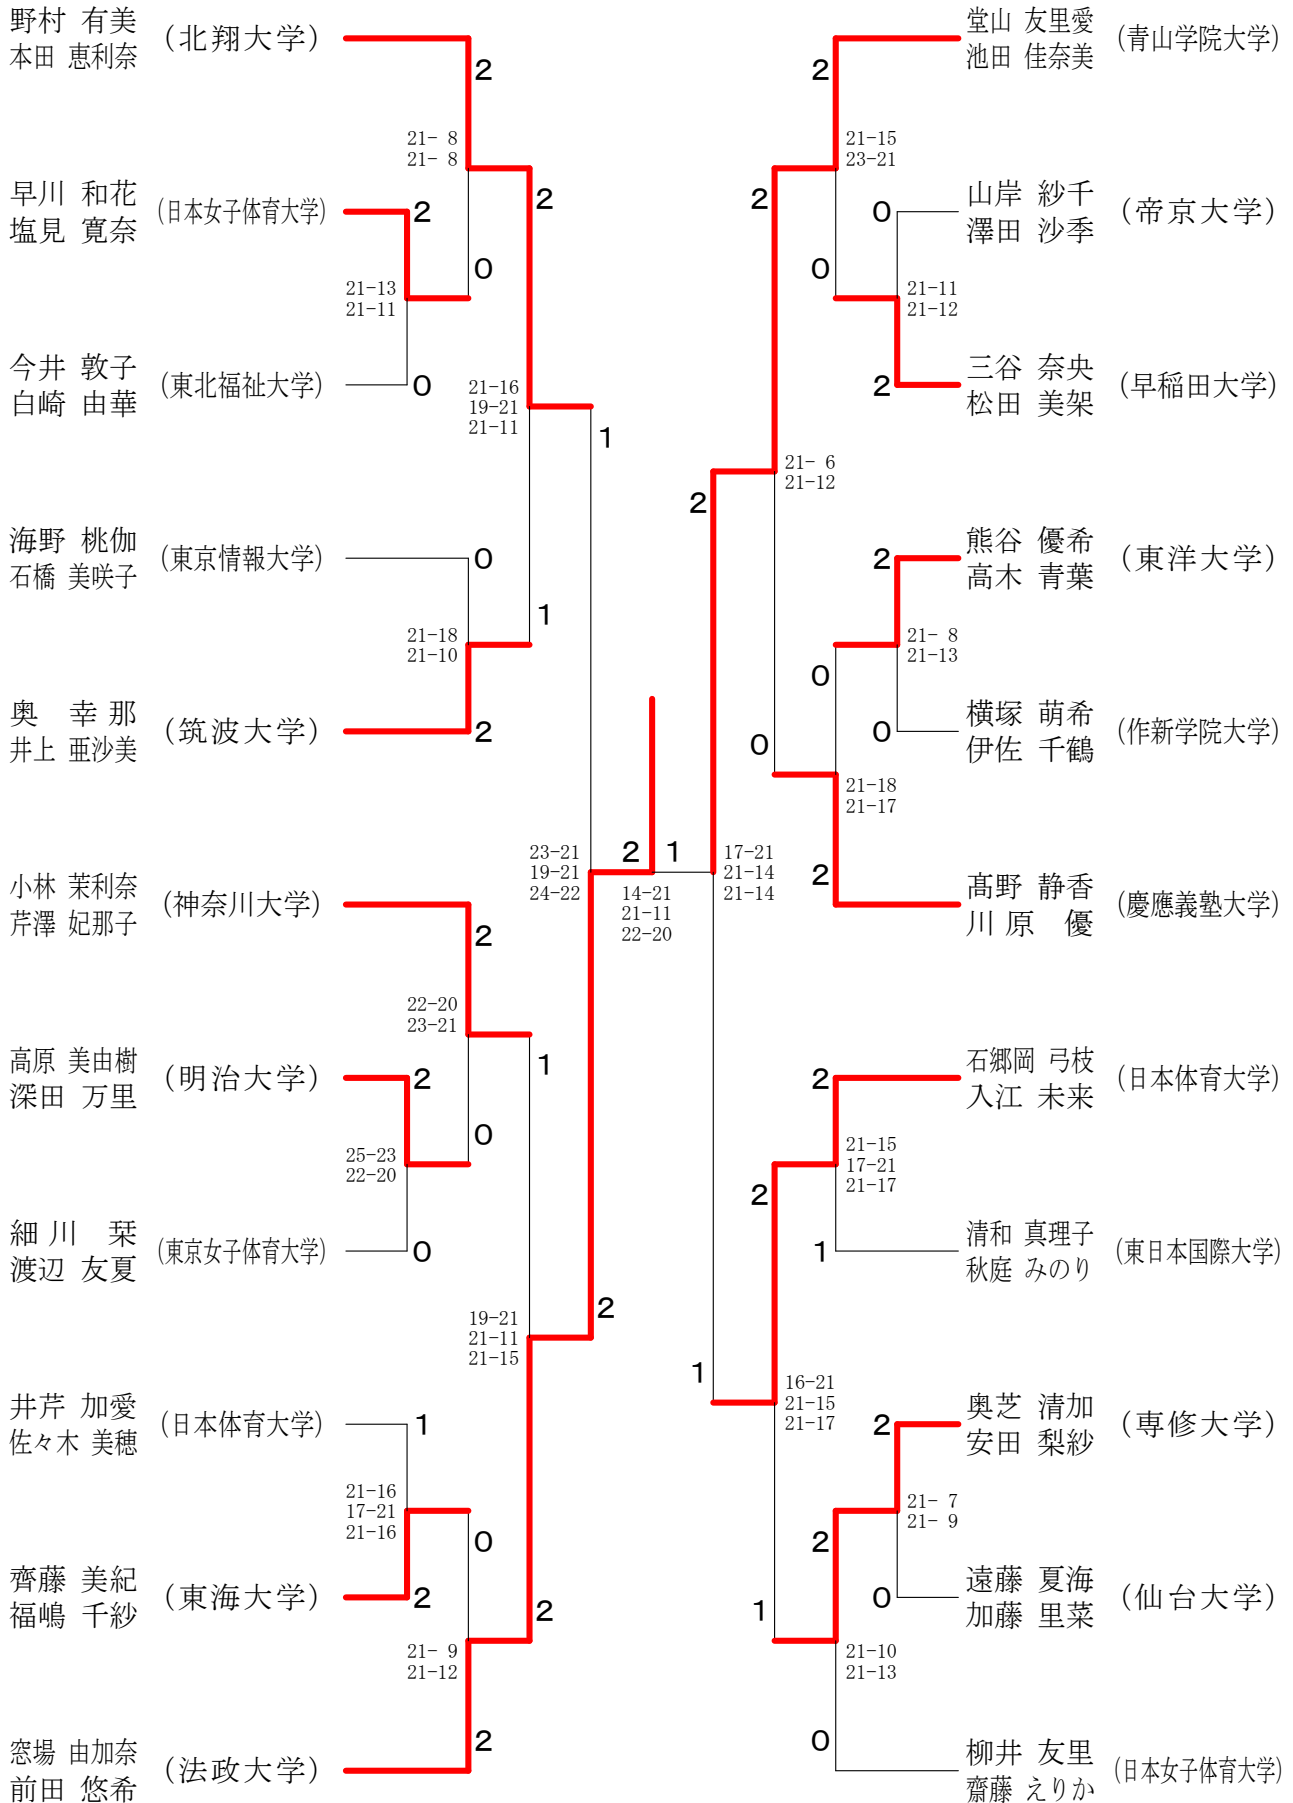 野村 有美
本田 恵利奈
(北翔大学)
2
21- 8
21- 8
早川 和花
塩見 寛奈
(日本女子体育大学)
2
2
0
21-13
21-11
今井 敦子
白崎 由華
(東北福祉大学)
0
21-16
19-21
21-11
1
海野 桃伽
石橋 美咲子
(東京情報大学)
0
1
21-18
21-10
奥 幸那
井上 亜沙美
(筑波大学)
2
23-21
19-21
24-22
小林 茉利奈
芹澤 妃那子
(神奈川大学)
2
22-20
23-21
1
高原 美由樹
深田 万里
(明治大学)
2
0
25-23
22-20
細川 栞
渡辺 友夏
(東京女子体育大学)
0
2
19-21
21-11
21-15
井芹 加愛
佐々木 美穂
(日本体育大学)
1
21-16
17-21
21-16
0
齊藤 美紀
福嶋 千紗
(東海大学)
2
2
21- 9
21-12
窓場 由加奈
前田 悠希
(法政大学)
2
2
1
14-21
21-11
22-20
堂山 友里愛
池田 佳奈美
(青山学院大学)
2
21-15
23-21
山岸 紗千
澤田 沙季
(帝京大学)
0
2
0
21-11
21-12
三谷 奈央
松田 美架
(早稲田大学)
2
21- 6
21-12
2
熊谷 優希
高木 青葉
(東洋大学)
2
21- 8
21-13
0
横塚 萌希
伊佐 千鶴
(作新学院大学)
0
0
21-18
21-17
17-21
21-14
21-14
髙野 静香
川原 優
(慶應義塾大学)
2
石郷岡 弓枝
入江 未来
(日本体育大学)
2
21-15
17-21
21-17
2
清和 真理子
秋庭 みのり
(東日本国際大学)
1
1
16-21
21-15
21-17
奥芝 清加
安田 梨紗
(専修大学)
2
21- 7
21- 9
2
遠藤 夏海
加藤 里菜
(仙台大学)
0
1
21-10
21-13
柳井 友里
齋藤 えりか
(日本女子体育大学)
0